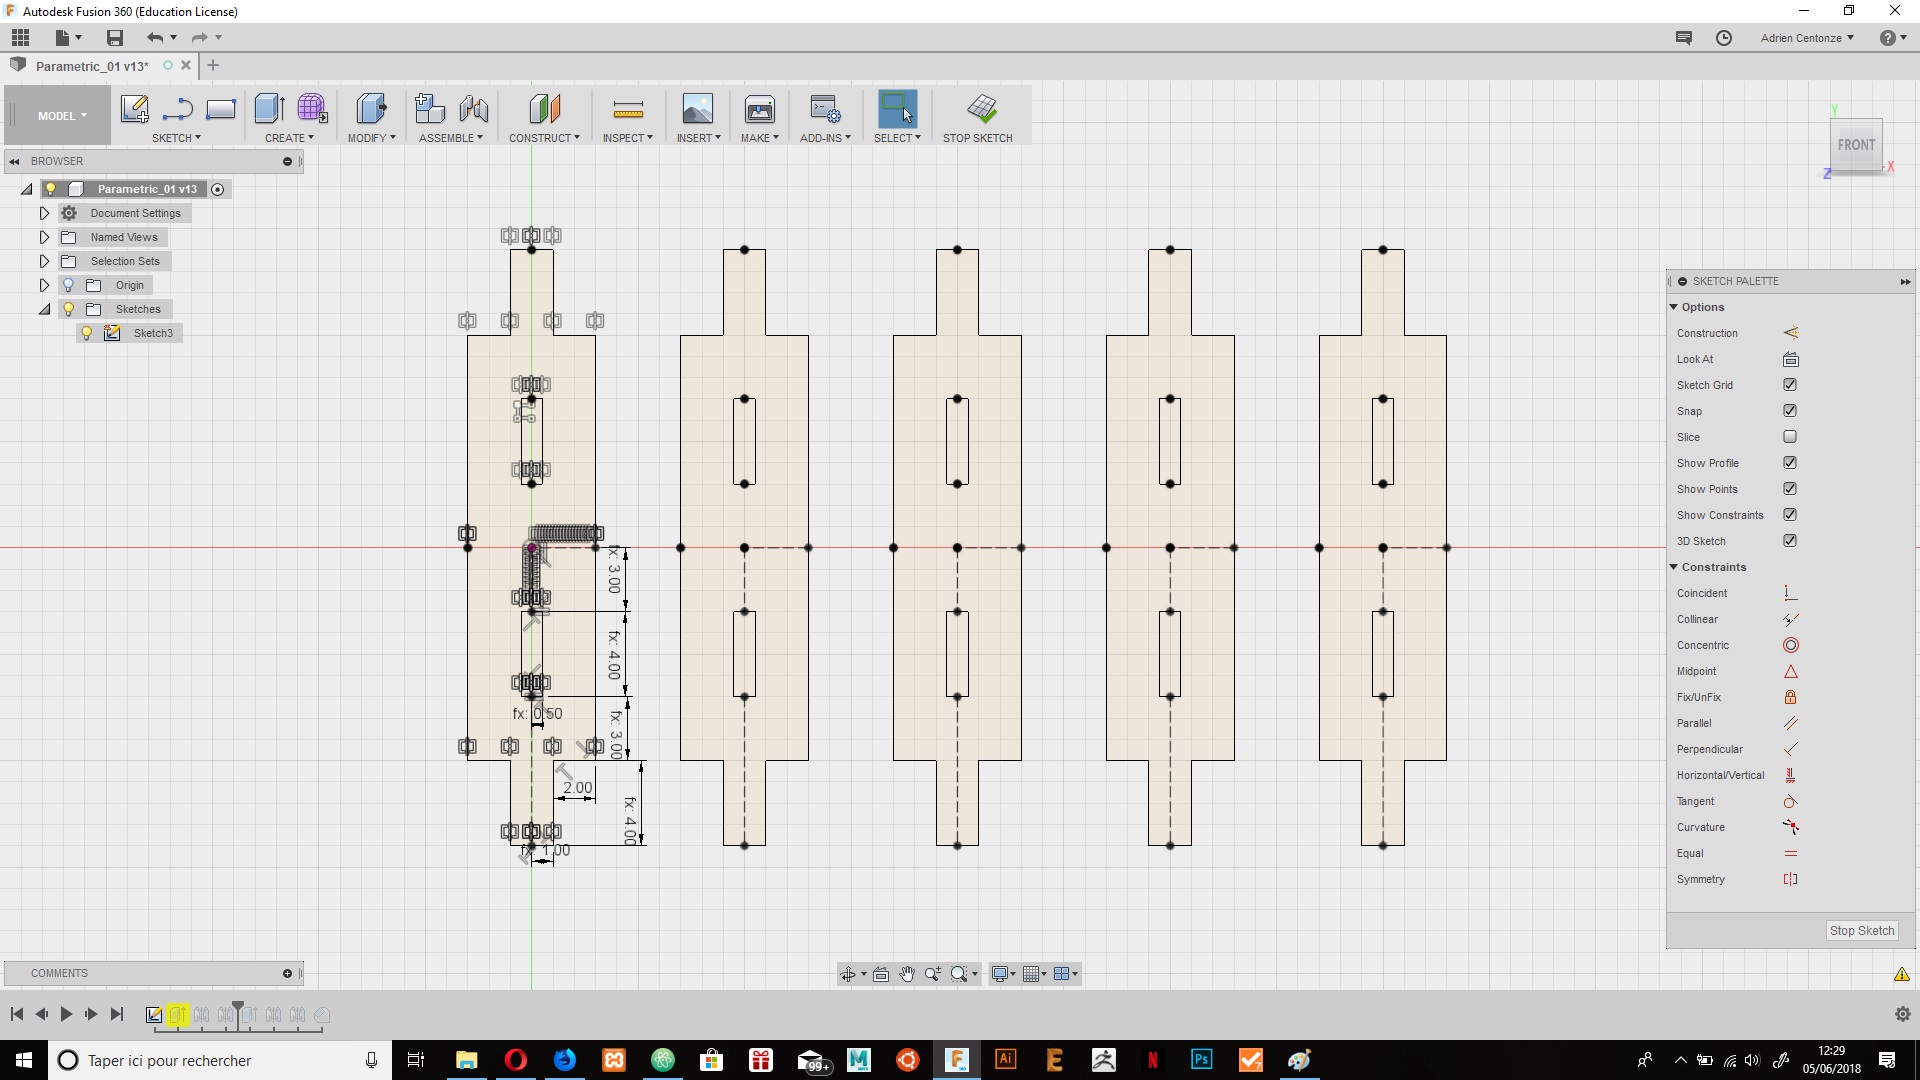 Autodesk Fusion 360 (Education License)
Adrien Centonze
Parametric_01 v13*
MODEL
SKETCH
CREATE
MODIFY
ASSEMBLE
CONSTRUCT
INSPECT
INSERT
MAKE
ADD-INS
SELECT
STOP SKETCH
Y
FRONT
X
Z
BROWSER
Parametric_01 v13
Document Settings
Named Views
Selection Sets
Origin
Sketches
Sketch3
fx: 3.00
fx: 4.00
fx: 0.50
fx: 3.00
2.00
fx: 4.00
fx: 1.00
SKETCH PALETTE
Options
Construction
Look At
Sketch Grid
Snap
Slice
Show Profile
Show Points
Show Constraints
3D Sketch
Constraints
Coincident
Collinear
Concentric
Midpoint
Fix/UnFix
Parallel
Perpendicular
Horizontal/Vertical
Tangent
Curvature
Equal
Symmetry
Stop Sketch
COMMENTS
Taper ici pour rechercher
99+
M
F
360
Ai
E
N
Ps
12:29
05/06/2018